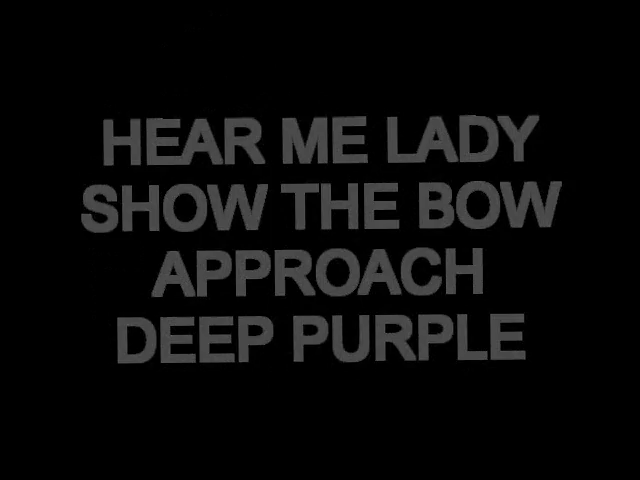 HEAR ME LADY
SHOW THE BOW
APPROACH
DEEP PURPLE